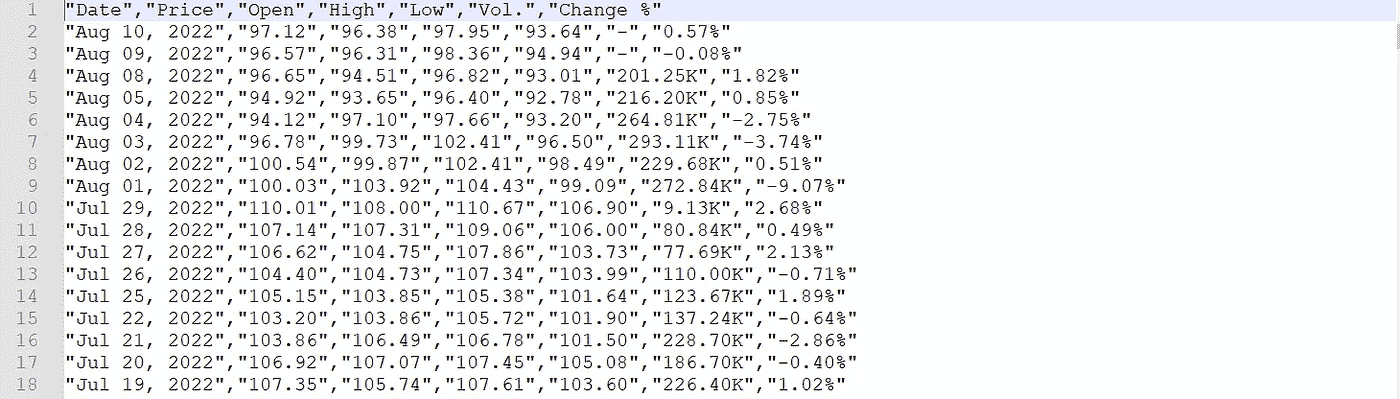 1 "Date","Price","Open","High","Low","Vol.","Change %"
2 "Aug 10, 2022","97.12","96.38","97.95","93.64","-","0.57%"
3 "Aug 09, 2022","96.57","96.31","98.36","94.94","-","-0.08%"
4 "Aug 08, 2022","96.65","94.51","96.82","93.01","201.25K","1.82%"
5 "Aug 05, 2022","94.92","93.65","96.40","92.78","216.20K","0.85%"
6 "Aug 04, 2022","94.12","97.10","97.66","93.20","264.81K","-2.75%"
7 "Aug 03, 2022","96.78","99.73","102.41","96.50","293.11K","-3.74%"
8 "Aug 02, 2022","100.54","99.87","102.41","98.49","229.68K","0.51%"
9 "Aug 01, 2022","100.03","103.92","104.43","99.09","272.84K","-9.07%"
10 "Jul 29, 2022","110.01","108.00","110.67","106.90","9.13K","2.68%"
11 "Jul 28, 2022","107.14","107.31","109.06","106.00","80.84K","0.49%"
12 "Jul 27, 2022","106.62","104.75","107.86","103.73","77.69K","2.13%"
13 "Jul 26, 2022","104.40","104.73","107.34","103.99","110.00K","-0.71%"
14 "Jul 25, 2022","105.15","103.85","105.38","101.64","123.67K","1.89%"
15 "Jul 22, 2022","103.20","103.86","105.72","101.90","137.24K","-0.64%"
16 "Jul 21, 2022","103.86","106.49","106.78","101.50","228.70K","-2.86%"
17 "Jul 20, 2022","106.92","107.07","107.45","105.08","186.70K","-0.40%"
18 "Jul 19, 2022","107.35","105.74","107.61","103.60","226.40K","1.02%"